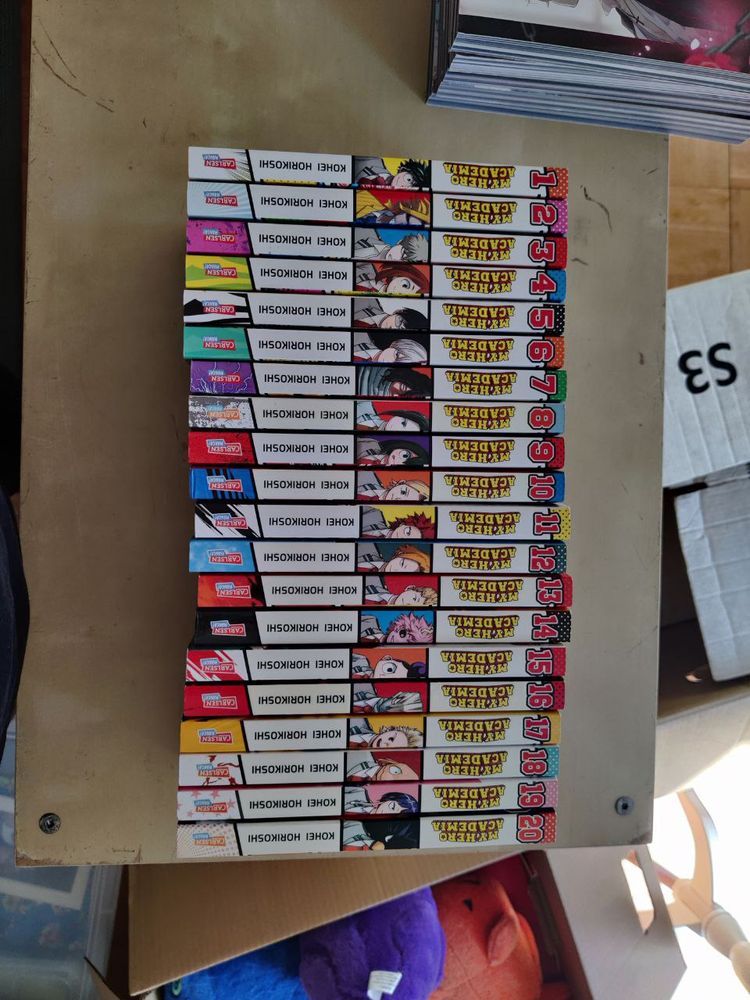 1 MY HERO ACADEMIA KOHEI HORIKOSHI CARLSEN MANGA!
2 MY HERO ACADEMIA KOHEI HORIKOSHI CARLSEN MANGA!
3 MY HERO ACADEMIA KOHEI HORIKOSHI CARLSEN MANGA!
4 MY HERO ACADEMIA KOHEI HORIKOSHI CARLSEN MANGA!
5 MY HERO ACADEMIA KOHEI HORIKOSHI CARLSEN MANGA!
6 MY HERO ACADEMIA KOHEI HORIKOSHI CARLSEN MANGA!
7 MY HERO ACADEMIA KOHEI HORIKOSHI CARLSEN MANGA!
8 MY HERO ACADEMIA KOHEI HORIKOSHI CARLSEN MANGA!
9 MY HERO ACADEMIA KOHEI HORIKOSHI CARLSEN MANGA!
10 MY HERO ACADEMIA KOHEI HORIKOSHI CARLSEN MANGA!
11 MY HERO ACADEMIA KOHEI HORIKOSHI CARLSEN MANGA!
12 MY HERO ACADEMIA KOHEI HORIKOSHI CARLSEN MANGA!
13 MY HERO ACADEMIA KOHEI HORIKOSHI CARLSEN MANGA!
14 MY HERO ACADEMIA KOHEI HORIKOSHI CARLSEN MANGA!
15 MY HERO ACADEMIA KOHEI HORIKOSHI CARLSEN MANGA!
16 MY HERO ACADEMIA KOHEI HORIKOSHI CARLSEN MANGA!
17 MY HERO ACADEMIA KOHEI HORIKOSHI CARLSEN MANGA!
18 MY HERO ACADEMIA KOHEI HORIKOSHI CARLSEN MANGA!
19 MY HERO ACADEMIA KOHEI HORIKOSHI CARLSEN MANGA!
20 MY HERO ACADEMIA KOHEI HORIKOSHI CARLSEN MANGA!
S3